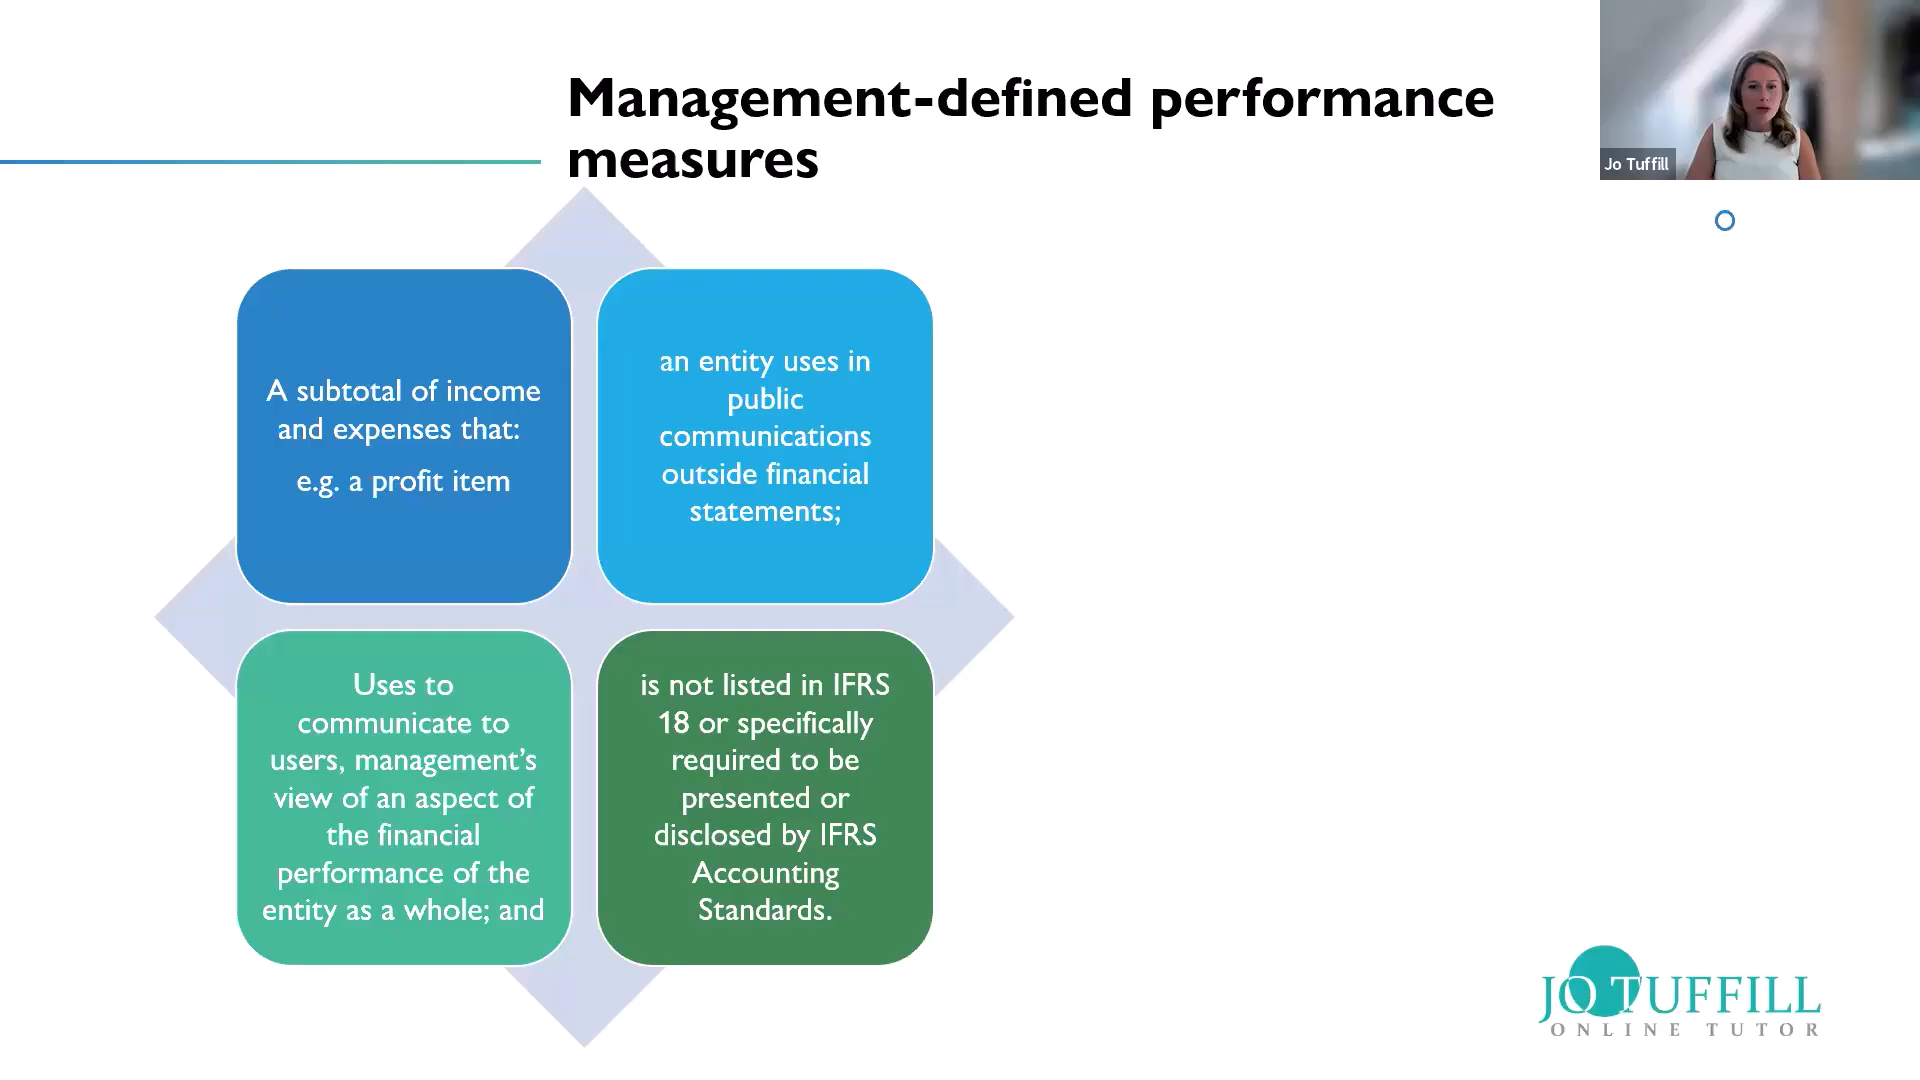 Management-defined performance
measures
Jo Tuffill
A subtotal of income
and expenses that:
e.g. a profit item
an entity uses in
public
communications
outside financial
statements;
Uses to
communicate to
users, management’s
view of an aspect of
the financial
performance of the
entity as a whole; and
is not listed in IFRS
18 or specifically
required to be
presented or
disclosed by IFRS
Accounting
Standards.
JO TUFFILL
ONLINE TUTOR